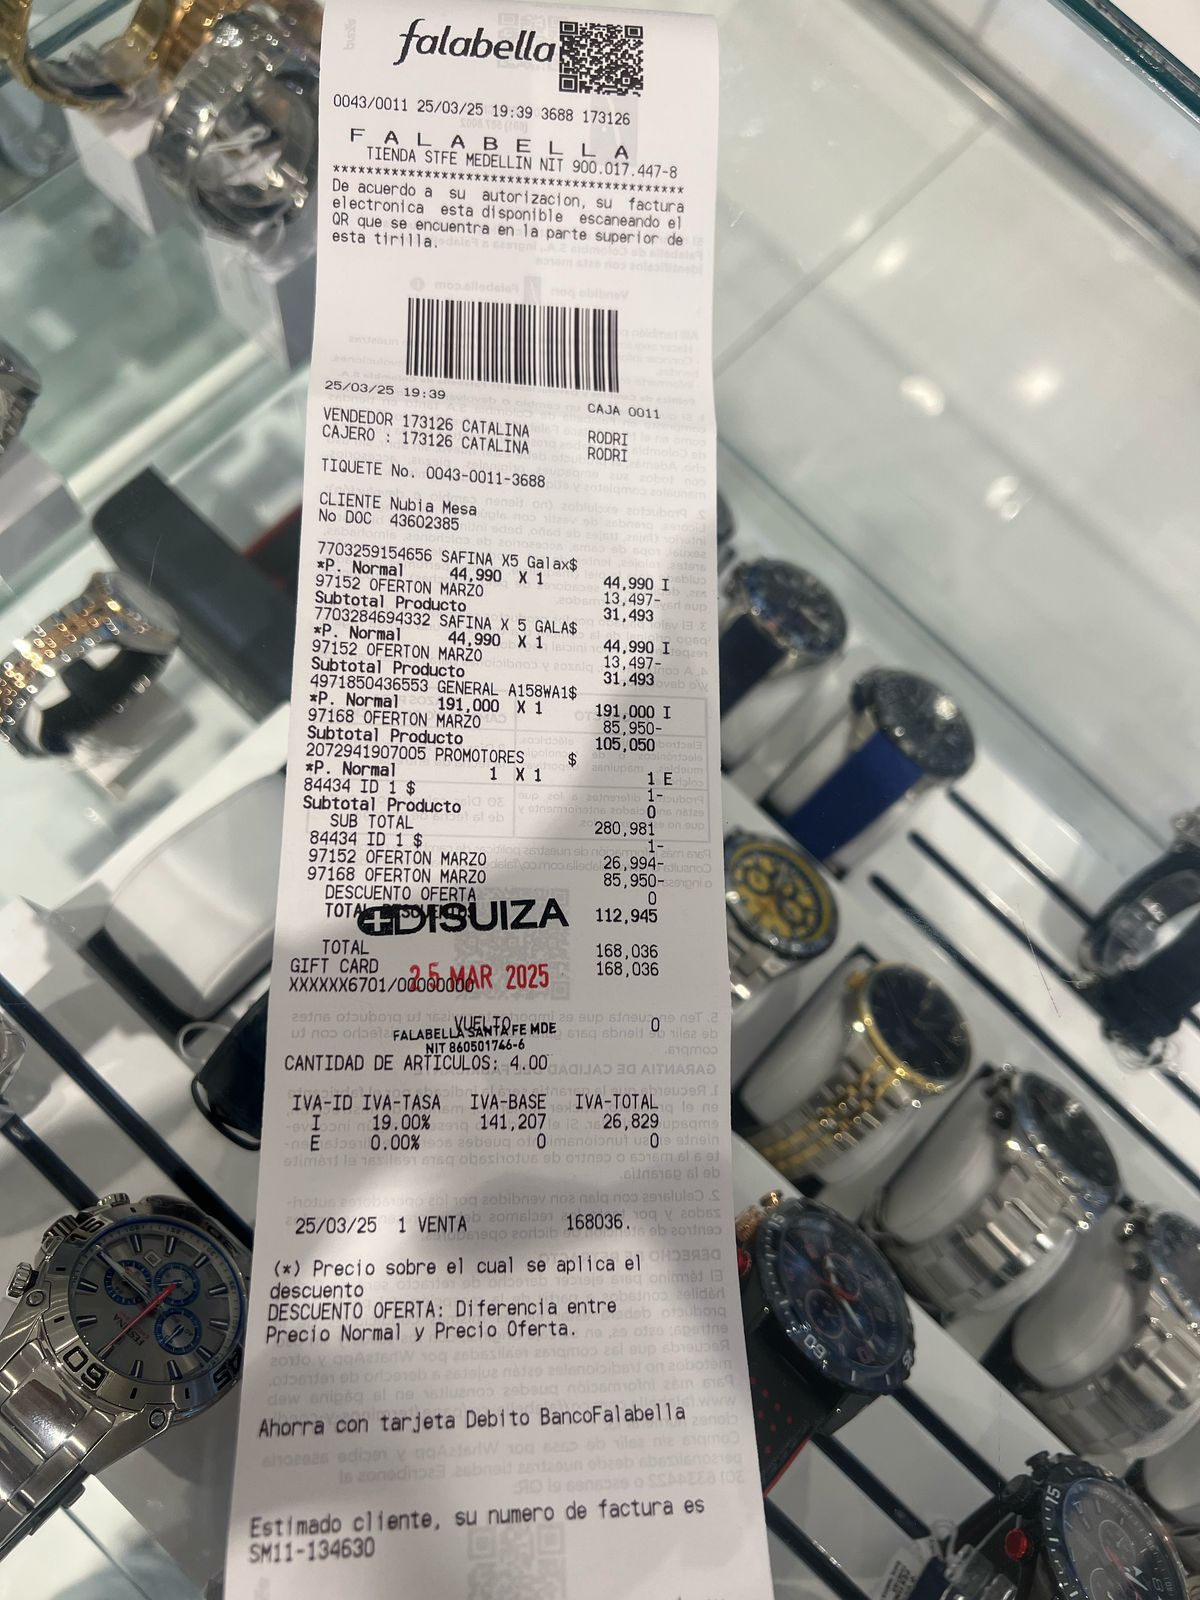 falabella
0043/0011 25/03/25 19:39 3688 173126
F A L A B E L L A
TIENDA STFE MEDELLIN NIT 900.017.447-8
****************************************
De acuerdo a su autorizacion, su factura
electronica esta disponible escaneando el
QR que se encuentra en la parte superior de
esta tirilla.
25/03/25 19:39 CAJA 0011
VENDEDOR 173126 CATALINA RODRI
CAJERO : 173126 CATALINA RODRI
TIQUETE No. 0043-0011-3688
CLIENTE Nubia Mesa
No DOC 43602385
7703259154656 SAFINA X5 Galax$
*P. Normal 44,990 X 1 44,990 I
97152 OFERTON MARZO 13,497-
Subtotal Producto 31,493
7703284694332 SAFINA X 5 GALA$
*P. Normal 44,990 X 1 44,990 I
97152 OFERTON MARZO 13,497-
Subtotal Producto 31,493
4971850436553 GENERAL A158WA1$
*P. Normal 191,000 X 1 191,000 I
97168 OFERTON MARZO 85,950-
Subtotal Producto 105,050
2072941907005 PROMOTORES $
*P. Normal 1 X 1 1 E
84434 ID 1 $ 1-
Subtotal Producto 0
SUB TOTAL 280,981
84434 ID 1 $ 1-
97152 OFERTON MARZO 26,994-
97168 OFERTON MARZO 85,950-
DESCUENTO OFERTA 0
TOTAL DESCUENTO 112,945
DISUIZA
TOTAL 168,036
GIFT CARD 168,036
XXXXXX6701/00000000
25 MAR 2025
VUELTO 0
FALABELLA SANTA FE MDE
NIT 860501746-6
CANTIDAD DE ARTICULOS: 4.00
IVA-ID IVA-TASA IVA-BASE IVA-TOTAL
I 19.00% 141,207 26,829
E 0.00% 0 0
25/03/25 1 VENTA 168036.
(*) Precio sobre el cual se aplica el
descuento
DESCUENTO OFERTA: Diferencia entre
Precio Normal y Precio Oferta.
Ahorra con tarjeta Debito BancoFalabella
Estimado cliente, su numero de factura es
SM11-134630